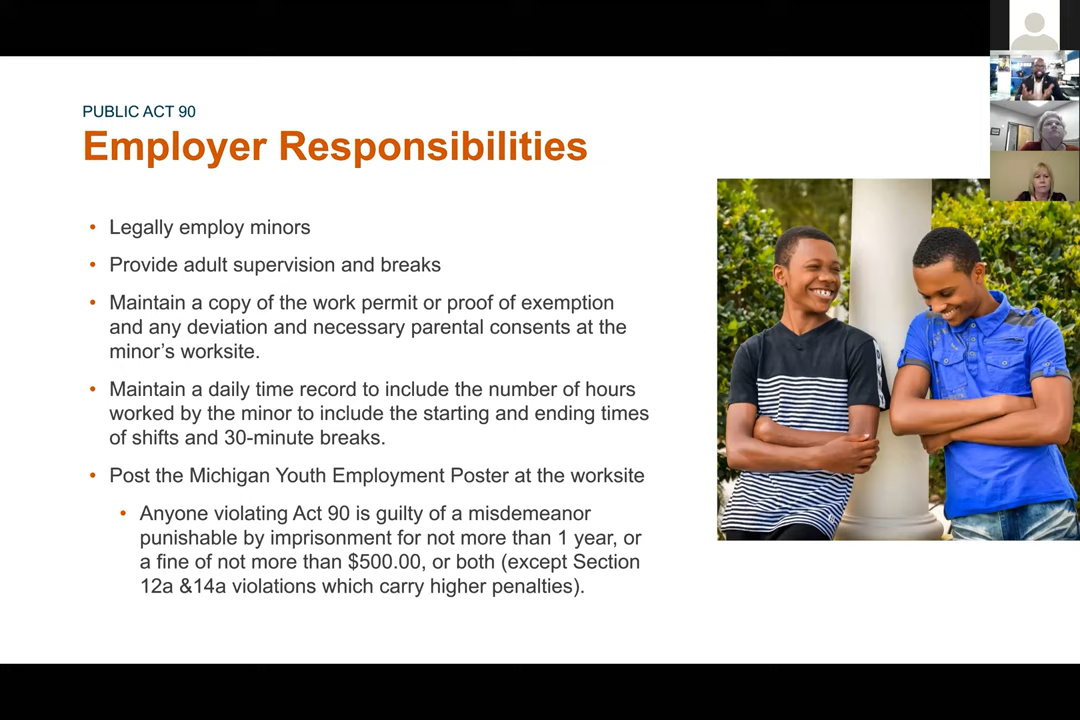 PUBLIC ACT 90
Employer Responsibilities
• Legally employ minors
• Provide adult supervision and breaks
• Maintain a copy of the work permit or proof of exemption
and any deviation and necessary parental consents at the
minor’s worksite.
• Maintain a daily time record to include the number of hours
worked by the minor to include the starting and ending times
of shifts and 30-minute breaks.
• Post the Michigan Youth Employment Poster at the worksite
• Anyone violating Act 90 is guilty of a misdemeanor
punishable by imprisonment for not more than 1 year, or
a fine of not more than $500.00, or both (except Section
12a &14a violations which carry higher penalties).